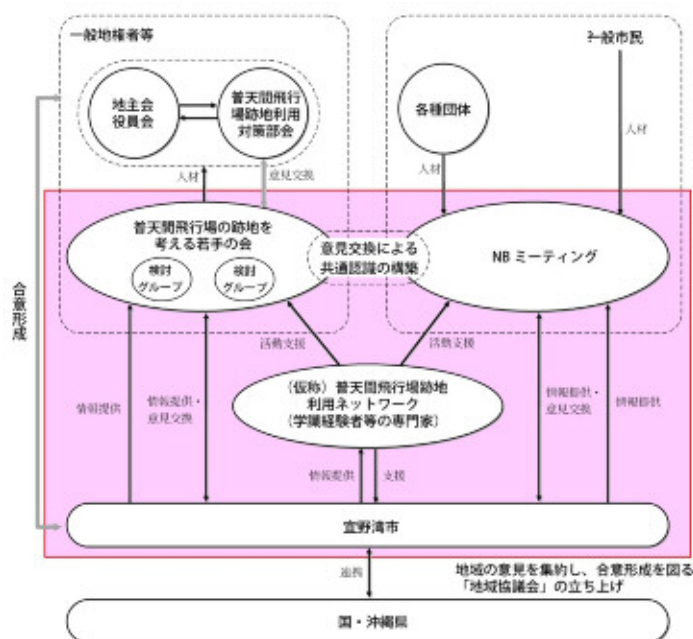 一般地権者等
一般市民
地主会
役員会
普天間飛行
場跡地利用
対策部会
各種団体
人材
人材
意見交換
人材
普天間飛行場の跡地を
考える若手の会
検討
グループ
検討
グループ
意見交換による
共通認識の構築
NBミーティング
合意形成
活動支援
活動支援
(仮称)普天間飛行場跡地
利用ネットワーク
(学識経験者等の専門家)
情報提供
情報提供・
意見交換
情報提供・
意見交換
情報提供
情報提供
支援
宜野湾市
連携
地域の意見を集約し、合意形成を図る
「地域協議会」の立ち上げ
国・沖縄県